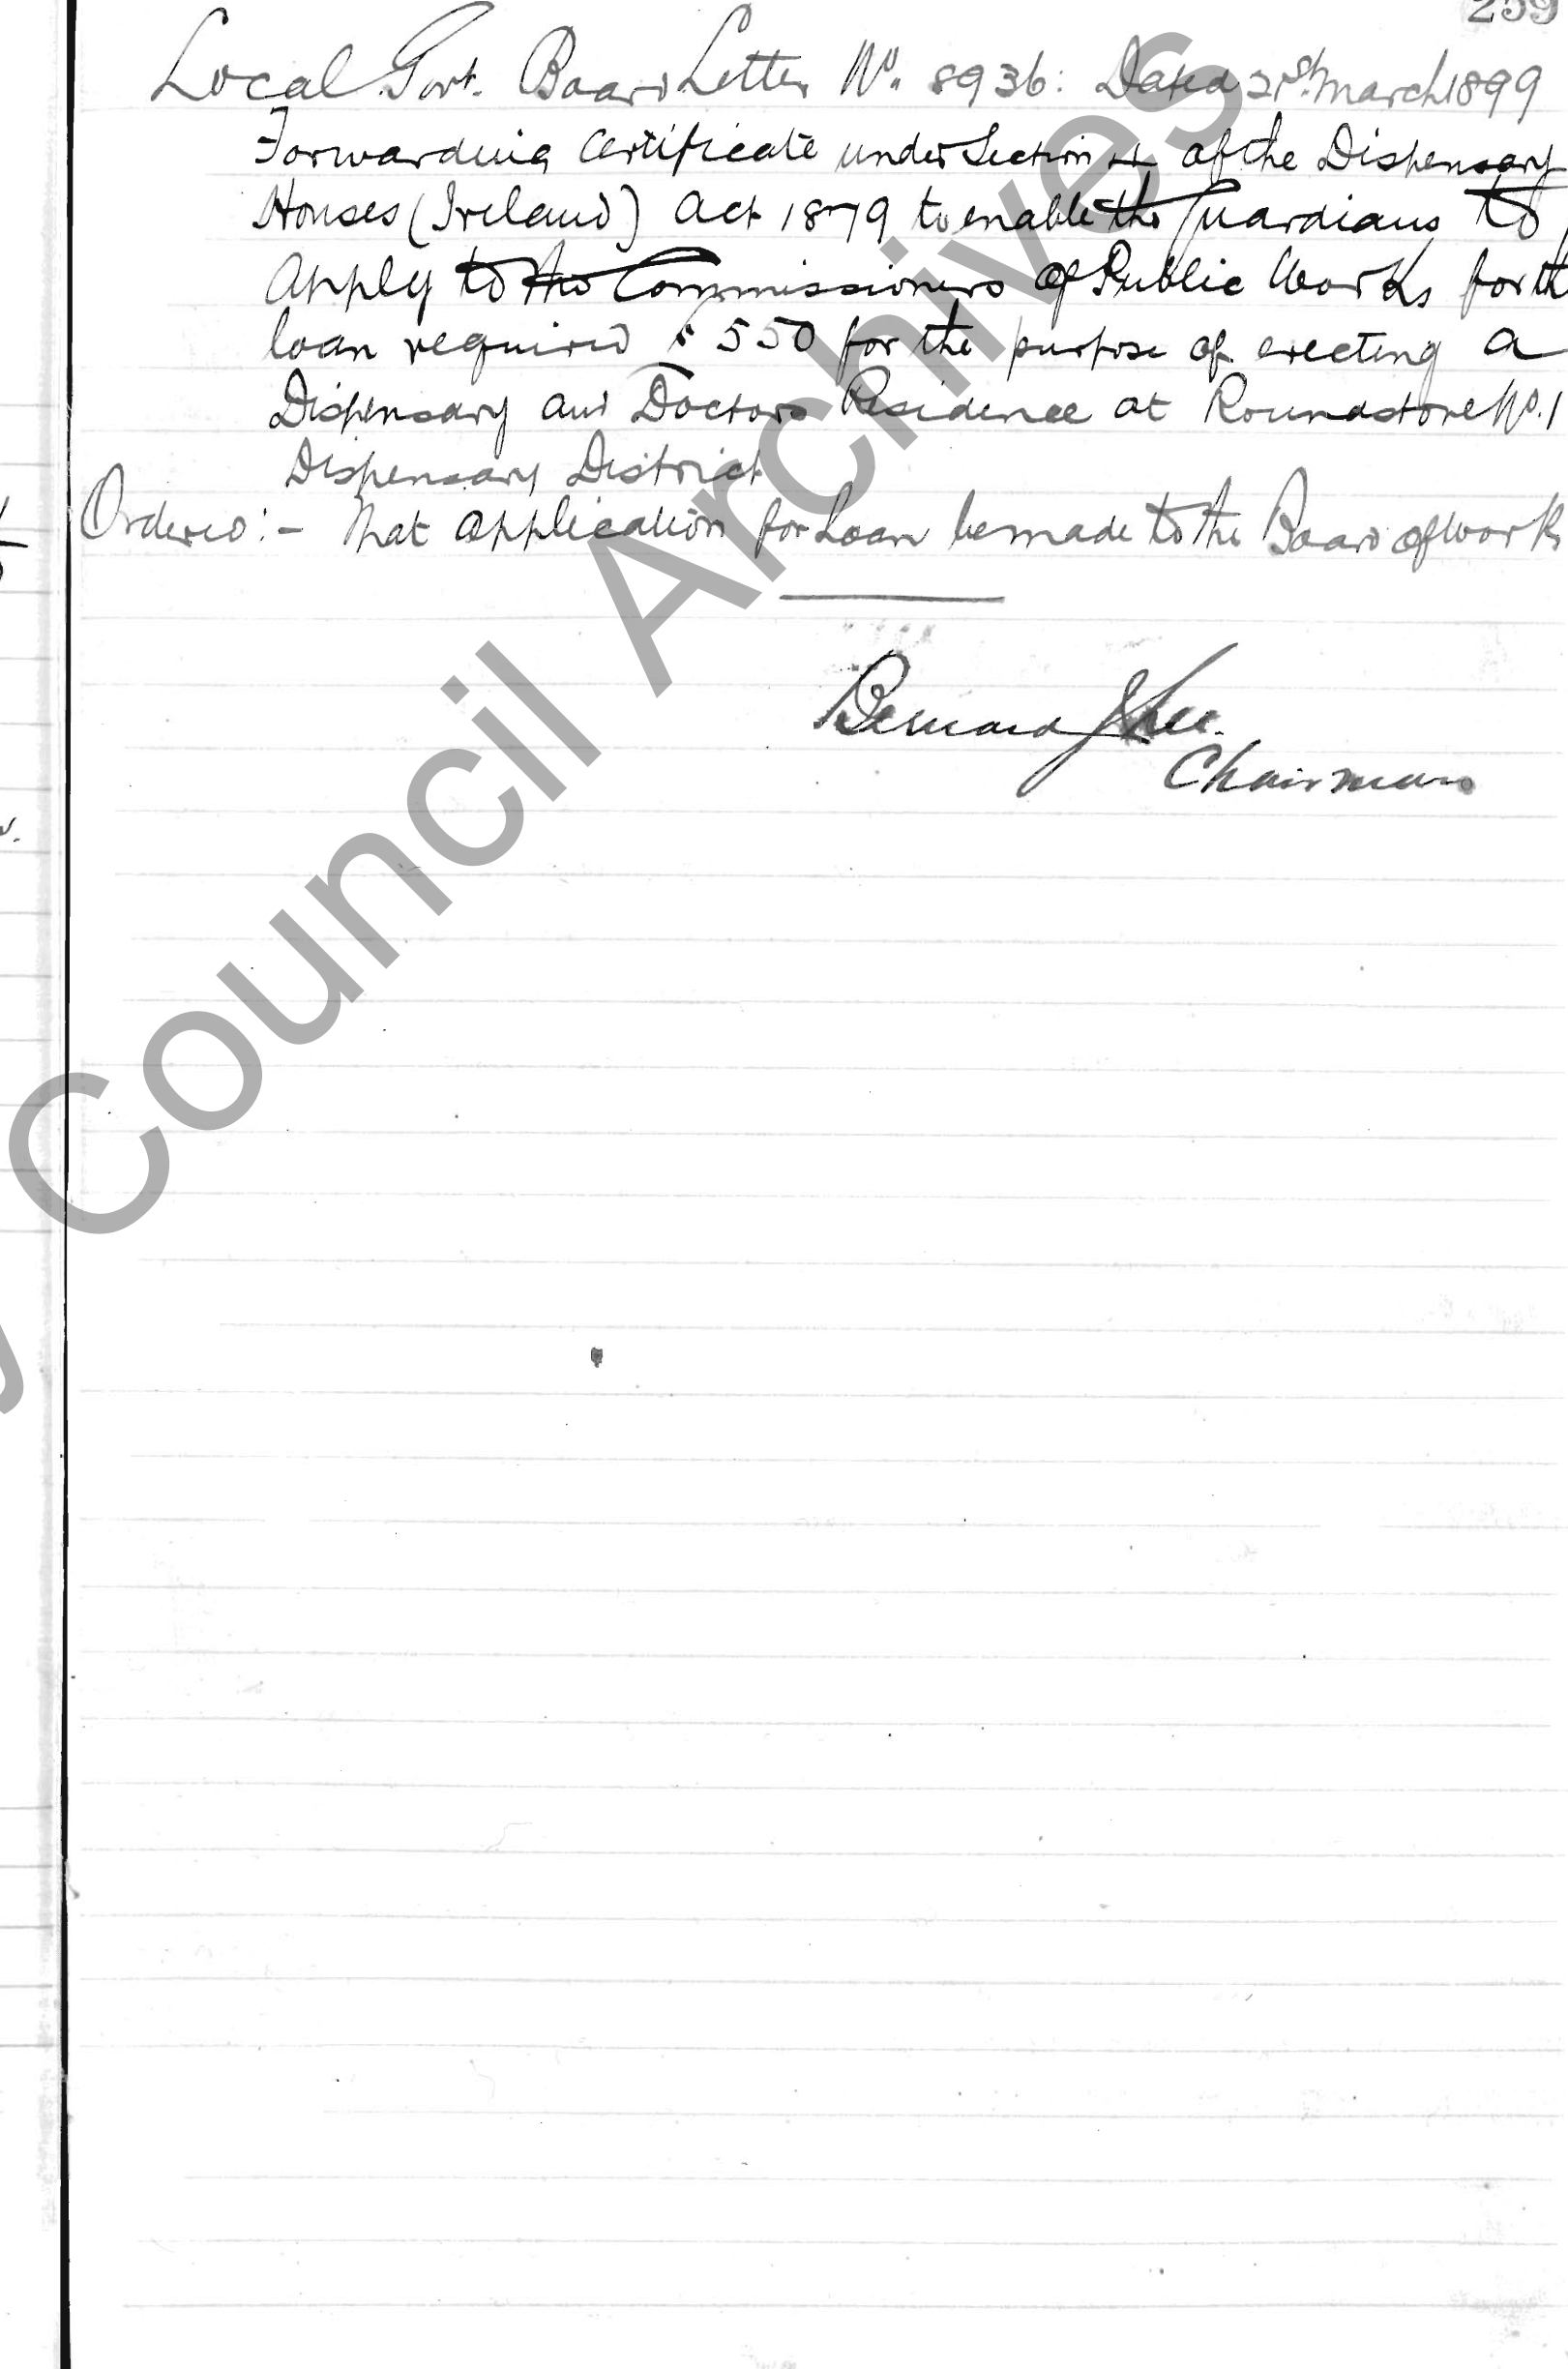 259
Local Govt. Board Letter No. 8936: Dated 21st March 1899
Forwarding Certificate under Section 4 of the Dispensary
Houses (Ireland) Act 1879 to enable the Guardians to
apply to the Commissioners of Public Works for th
loan required £550 for the purpose of erecting a
Dispensary and Doctors Residence at Roundstone No. 1
Dispensary District
Ordered:- That application for Loan be made to the Board of Works
Bernard J Lee.
Chairman
Council Archives